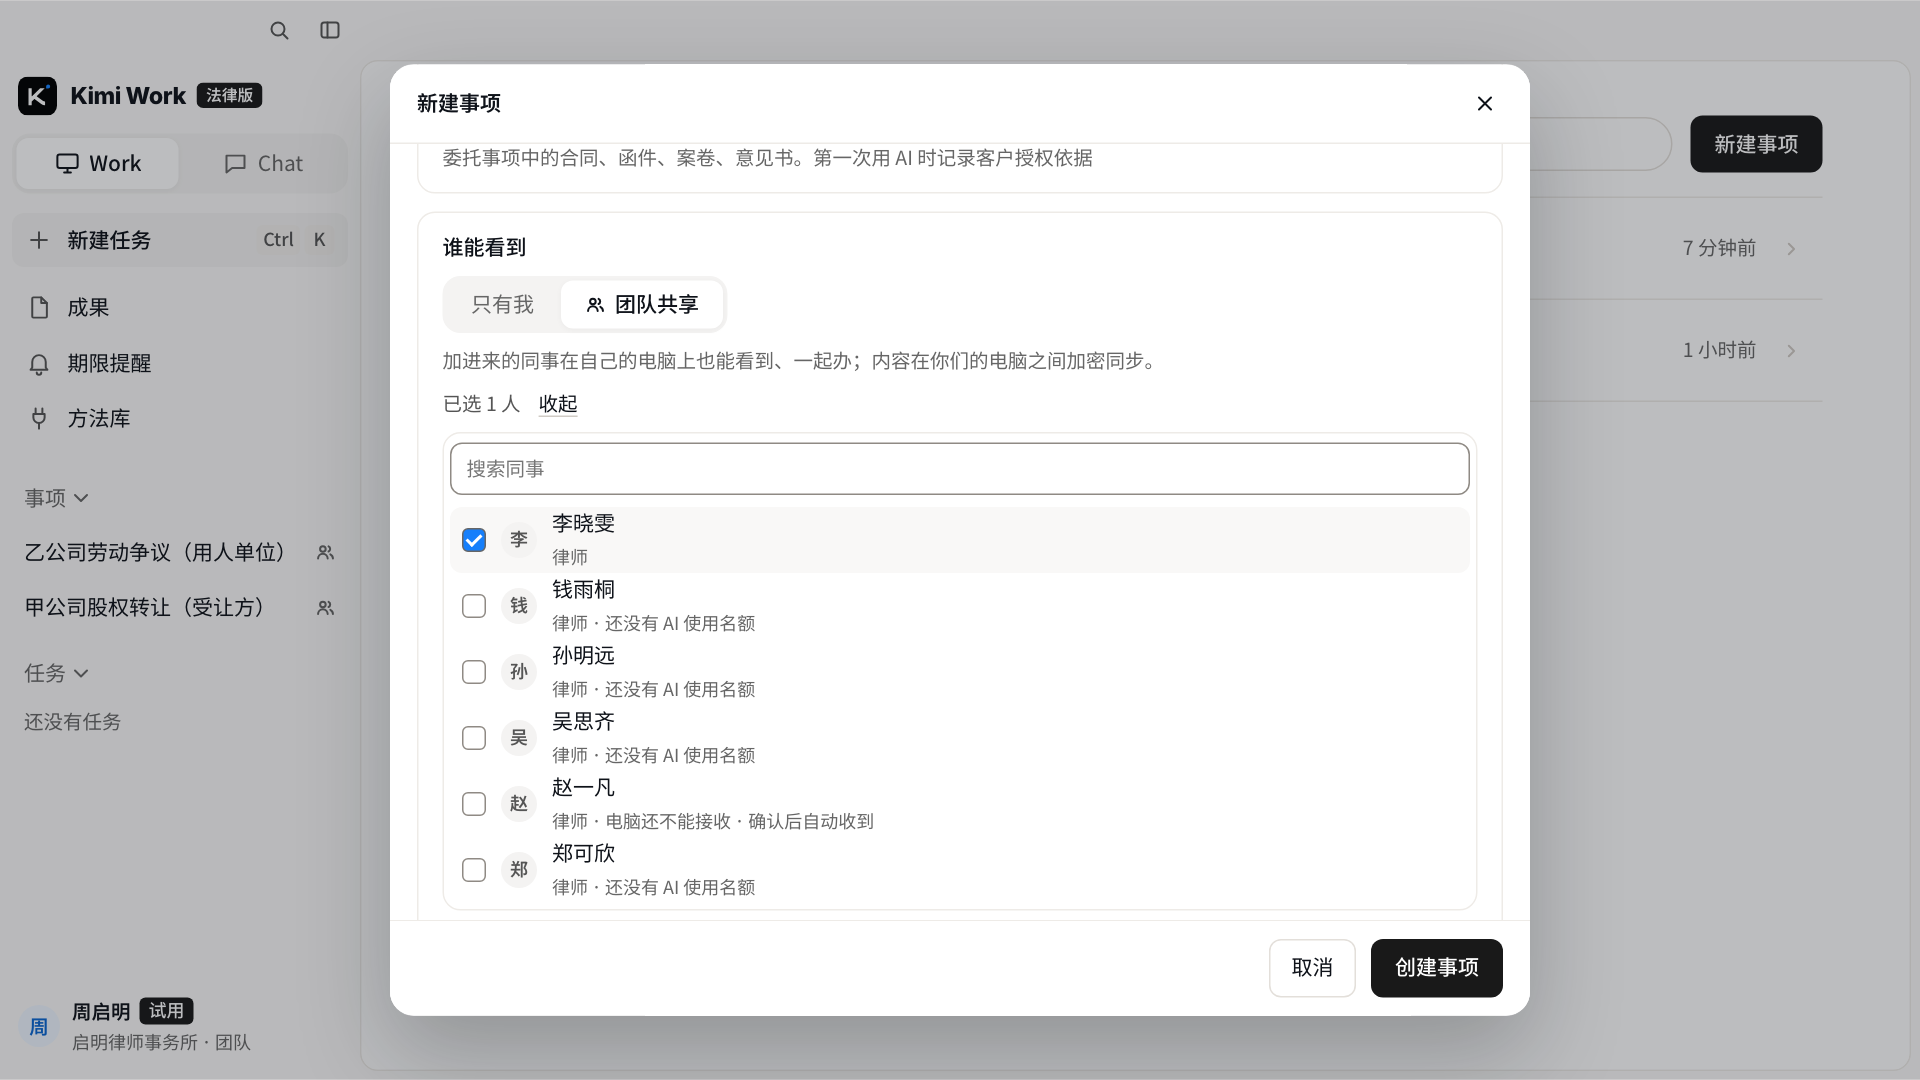 Kimi Work 法律版
Work
Chat
新建任务 Ctrl K
成果
期限提醒
方法库
事项
乙公司劳动争议（用人单位）
甲公司股权转让（受让方）
任务
还没有任务
周
周启明 试用
启明律师事务所 · 团队
新建事项
7 分钟前
1 小时前
新建事项
委托事项中的合同、函件、案卷、意见书。第一次用 AI 时记录客户授权依据
谁能看到
只有我
团队共享
加进来的同事在自己的电脑上也能看到、一起办；内容在你们的电脑之间加密同步。
已选 1 人 收起
搜索同事
李
李晓雯
律师
钱
钱雨桐
律师 · 还没有 AI 使用名额
孙
孙明远
律师 · 还没有 AI 使用名额
吴
吴思齐
律师 · 还没有 AI 使用名额
赵
赵一凡
律师 · 电脑还不能接收 · 确认后自动收到
郑
郑可欣
律师 · 还没有 AI 使用名额
取消
创建事项